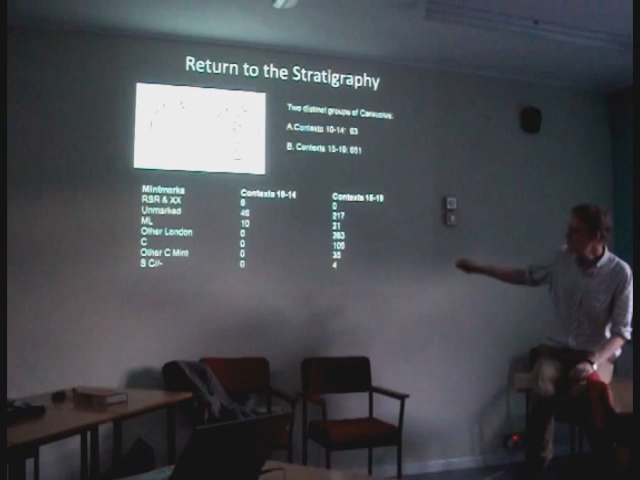 Return to the Stratigraphy
Two distinct groups of Carausius:
A.Contexts 10-14: 63
B. Contexts 15-19: 651
Mintmarks Contexts 10-14 Contexts 15-19
RSR & XX 6 0
Unmarked 46 217
ML 10 21
Other London 0 263
C 0 106
Other C Mint 0 35
S C//- 0 4